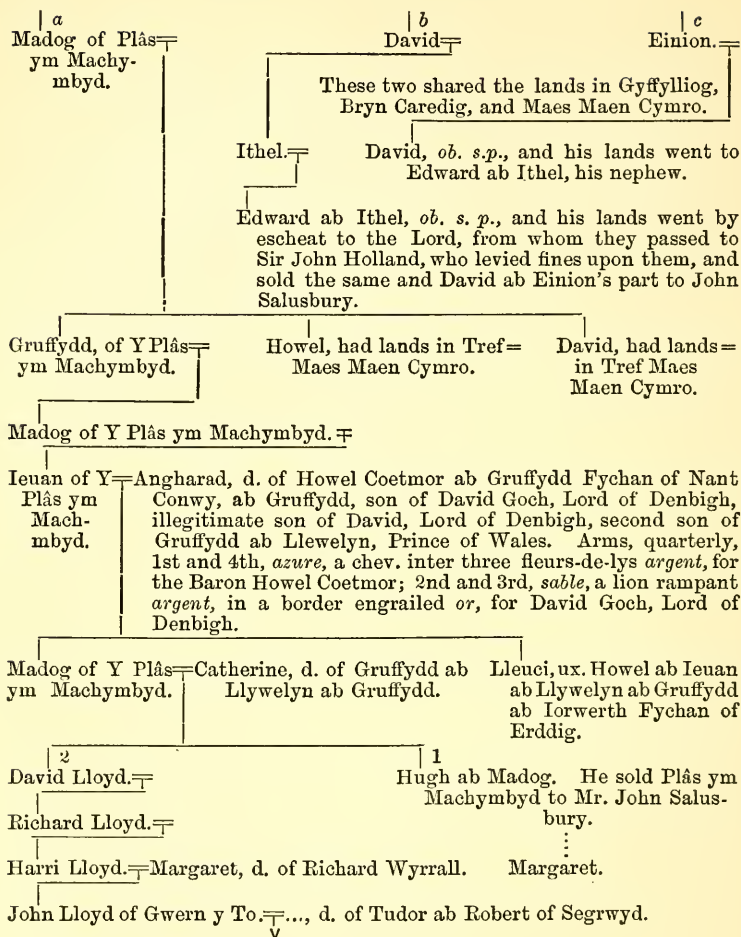 a b c
Madog of Plâs David Einion.
ym Machy-
mbyd.
These two shared the lands in Gyffylliog,
Bryn Caredig, and Maes Maen Cymro.
Ithel. David, ob. s.p., and his lands went to
Edward ab Ithel, his nephew.
Edward ab Ithel, ob. s. p., and his lands went by
escheat to the Lord, from whom they passed to
Sir John Holland, who levied fines upon them, and
sold the same and David ab Einion's part to John
Salusbury.
Gruffydd, of Y Plâs Howel, had lands in Tref= David, had lands=
ym Machymbyd. Maes Maen Cymro. in Tref Maes
Maen Cymro.
Madog of Y Plâs ym Machymbyd.
Ieuan of Y Angharad, d. of Howel Coetmor ab Gruffydd Fychan of Nant
Plâs ym Conwy, ab Gruffydd, son of David Goch, Lord of Denbigh,
Mach- illegitimate son of David, Lord of Denbigh, second son of
mbyd. Gruffydd ab Llewelyn, Prince of Wales. Arms, quarterly,
1st and 4th, azure, a chev. inter three fleurs-de-lys argent, for
the Baron Howel Coetmor; 2nd and 3rd, sable, a lion rampant
argent, in a border engrailed or, for David Goch, Lord of
Denbigh.
Madog of Y Plâs=Catherine, d. of Gruffydd ab Lleuci, ux. Howel ab Ieuan
ym Machymbyd. Llywelyn ab Gruffydd. ab Llywelyn ab Gruffydd
ab Iorwerth Fychan of
Erddig.
2 1
David Lloyd. Hugh ab Madog. He sold Plâs ym
Machymbyd to Mr. John Salus-
Richard Lloyd. bury.
Harri Lloyd.=Margaret, d. of Richard Wyrrall. Margaret.
John Lloyd of Gwern y To.=..., d. of Tudor ab Robert of Segrwyd.